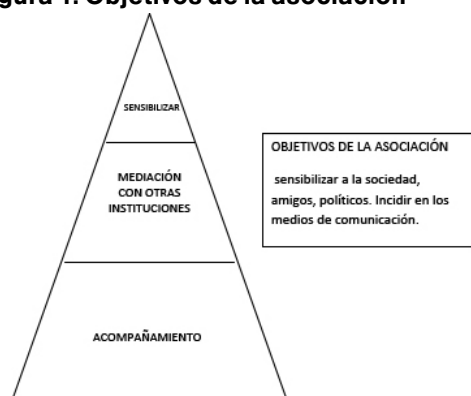 gura 1. Objetivos de la asociación
SENSIBILIZAR
MEDIACIÓN
CON OTRAS
INSTITUCIONES
ACOMPAÑAMIENTO
OBJETIVOS DE LA ASOCIACIÓN
sensibilizar a la sociedad,
amigos, políticos. Incidir en los
medios de comunicación.